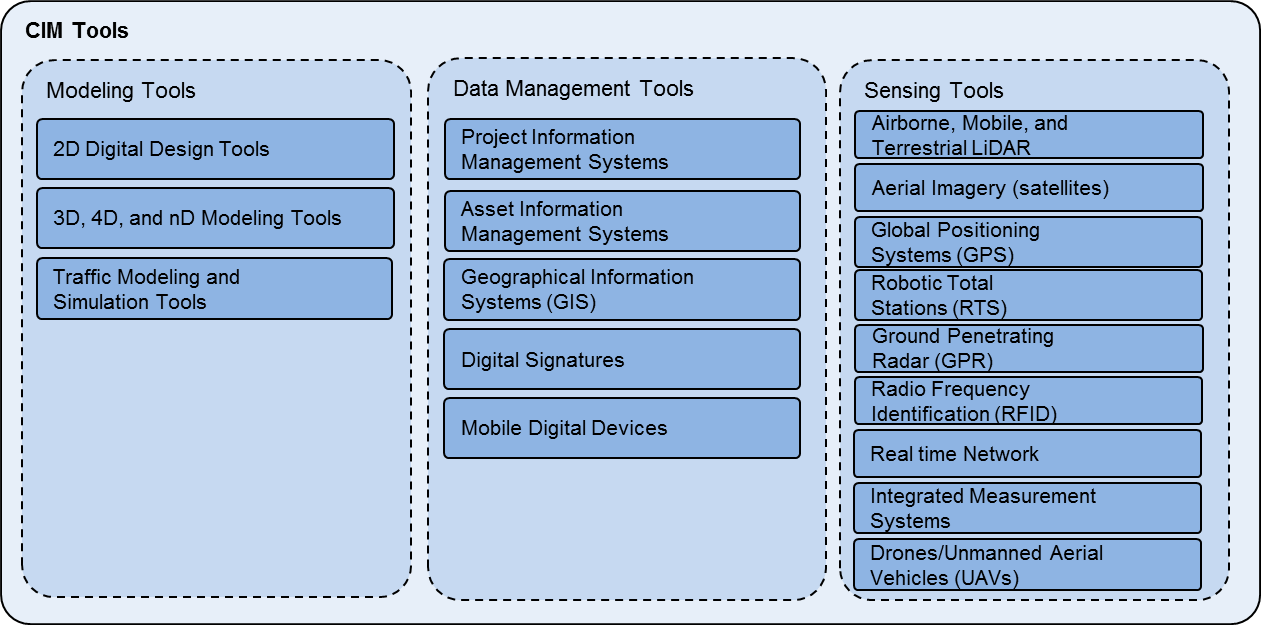 CIM Tools
Modeling Tools
2D Digital Design Tools
3D, 4D, and nD Modeling Tools
Traffic Modeling and
Simulation Tools
Data Management Tools
Project Information
Management Systems
Asset Information
Management Systems
Geographical Information
Systems (GIS)
Digital Signatures
Mobile Digital Devices
Sensing Tools
Airborne, Mobile, and
Terrestrial LiDAR
Aerial Imagery (satellites)
Global Positioning
Systems (GPS)
Robotic Total
Stations (RTS)
Ground Penetrating
Radar (GPR)
Radio Frequency
Identification (RFID)
Real time Network
Integrated Measurement
Systems
Drones/Unmanned Aerial
Vehicles (UAVs)